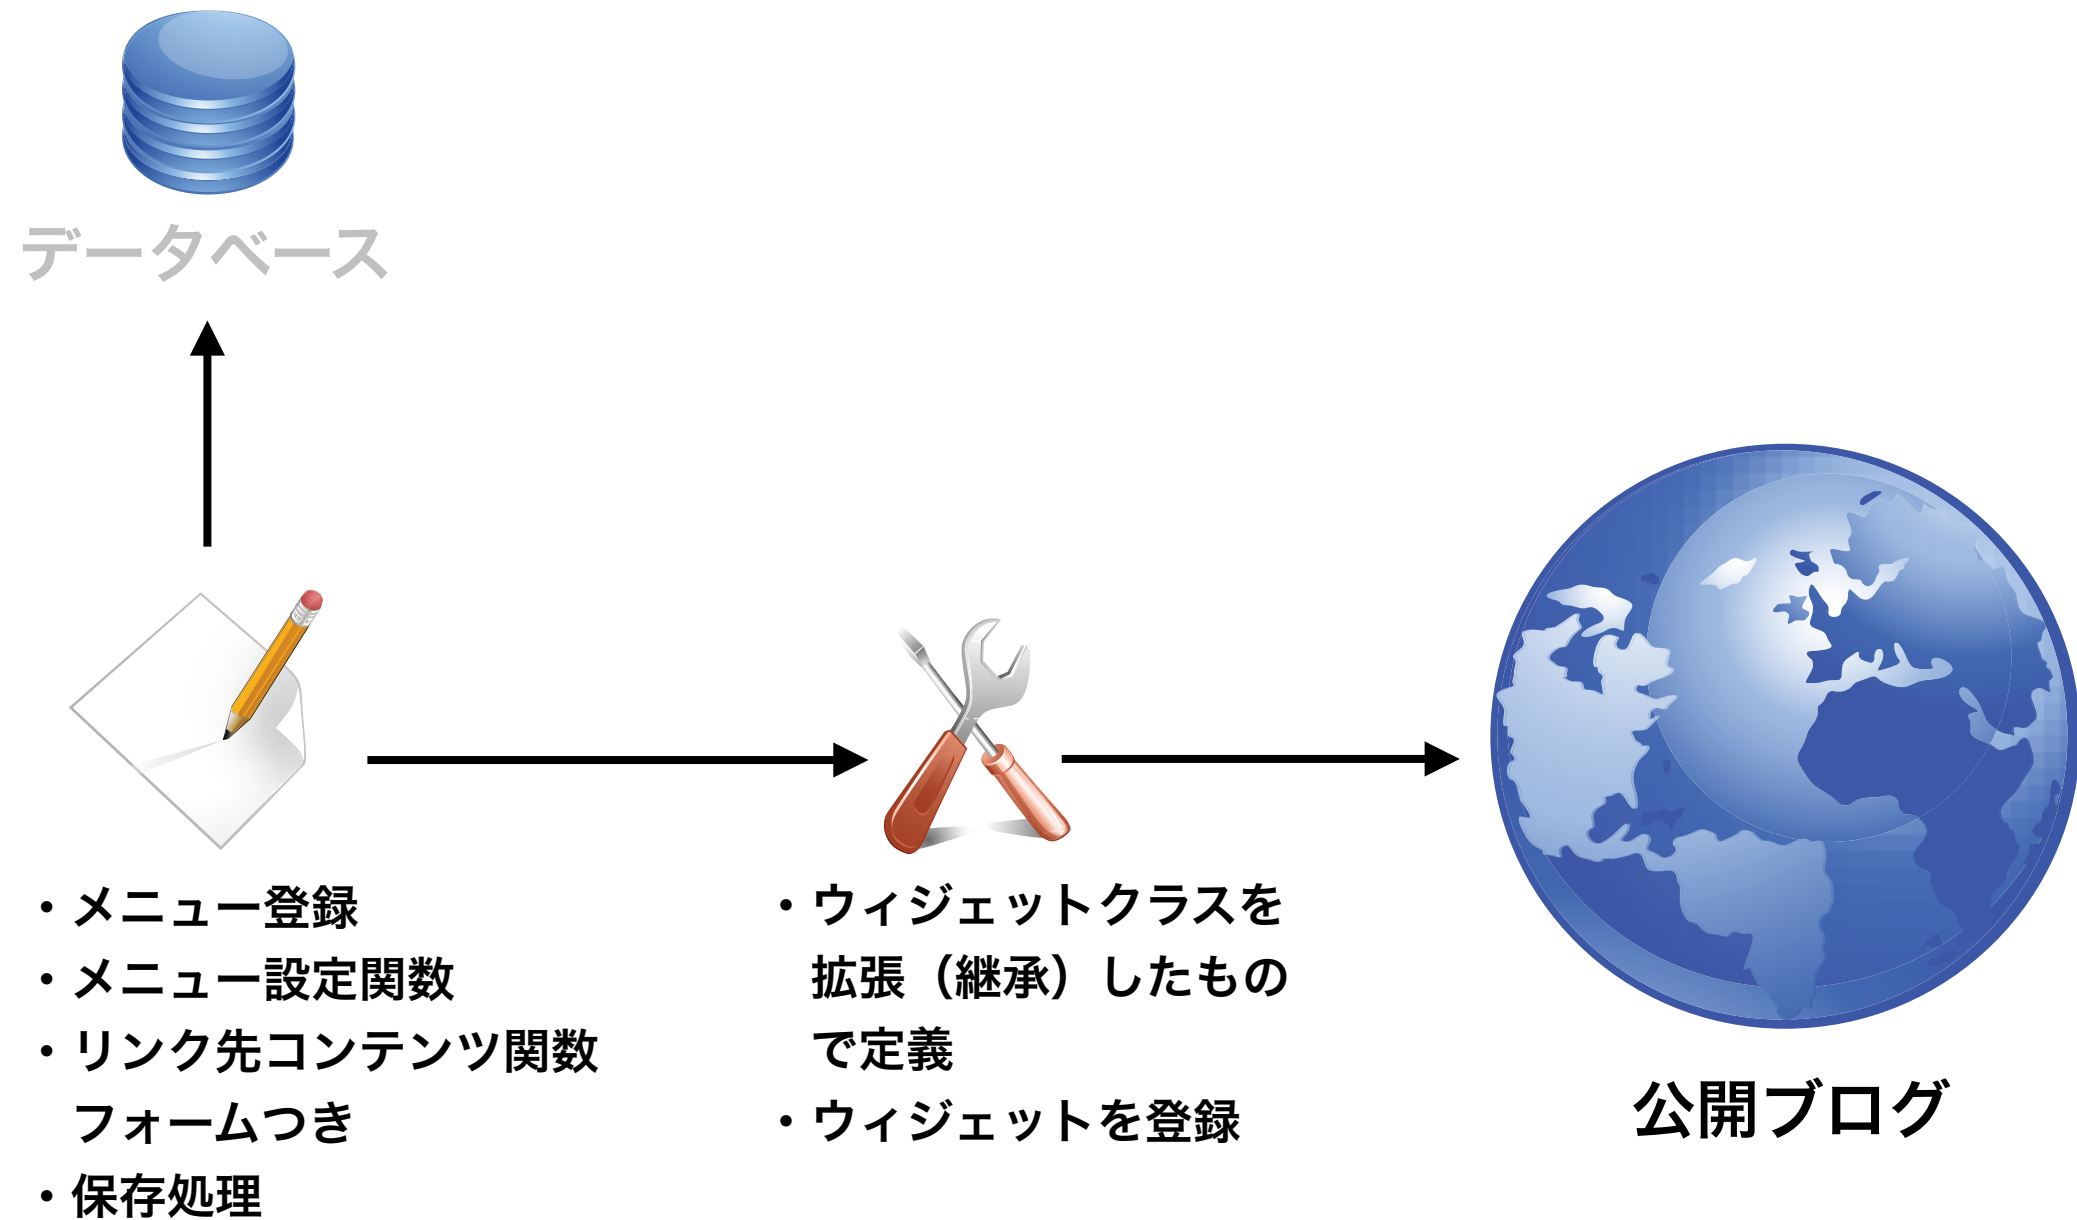 データベース
・メニュー登録
・メニュー設定関数
・リンク先コンテンツ関数
フォームつき
・保存処理
・ウィジェットクラスを
拡張（継承）したもの
で定義
・ウィジェットを登録
公開ブログ